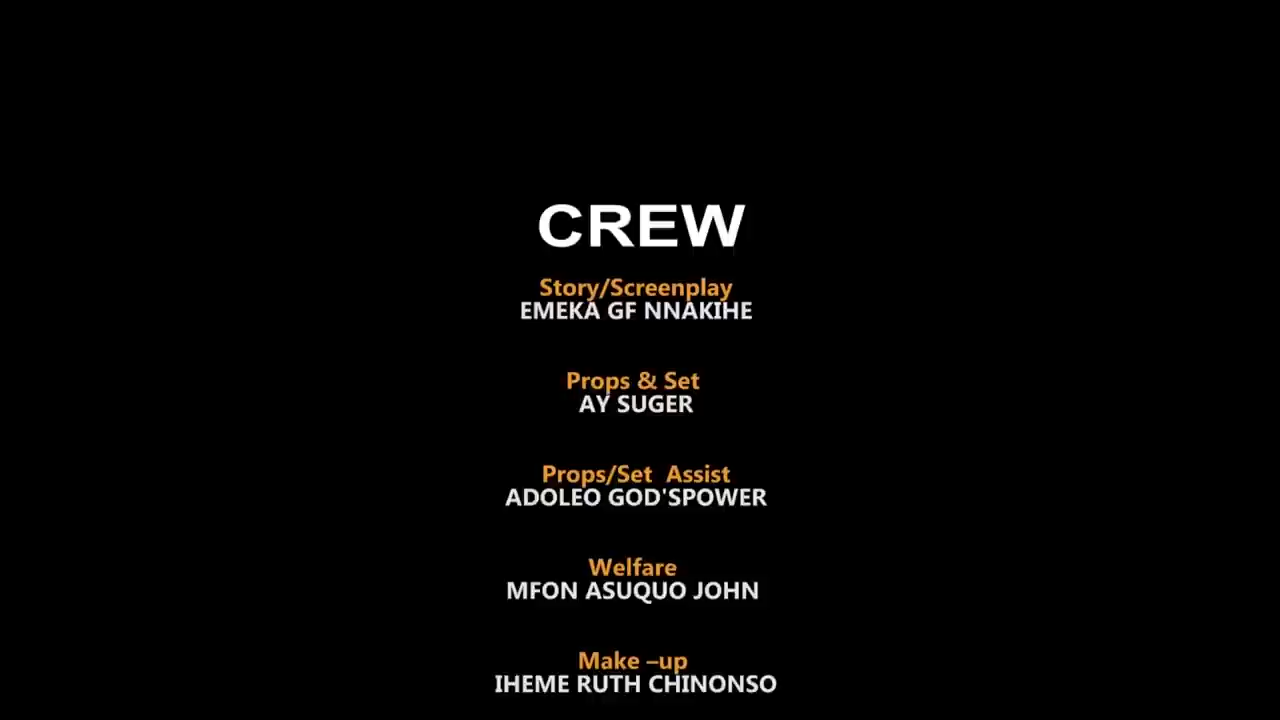 CREW
Story/Screenplay
EMEKA GF NNAKIHE
Props & Set
AY SUGER
Props/Set  Assist
ADOLEO GOD'SPOWER
Welfare
MFON ASUQUO JOHN
Make –up
IHEME RUTH CHINONSO